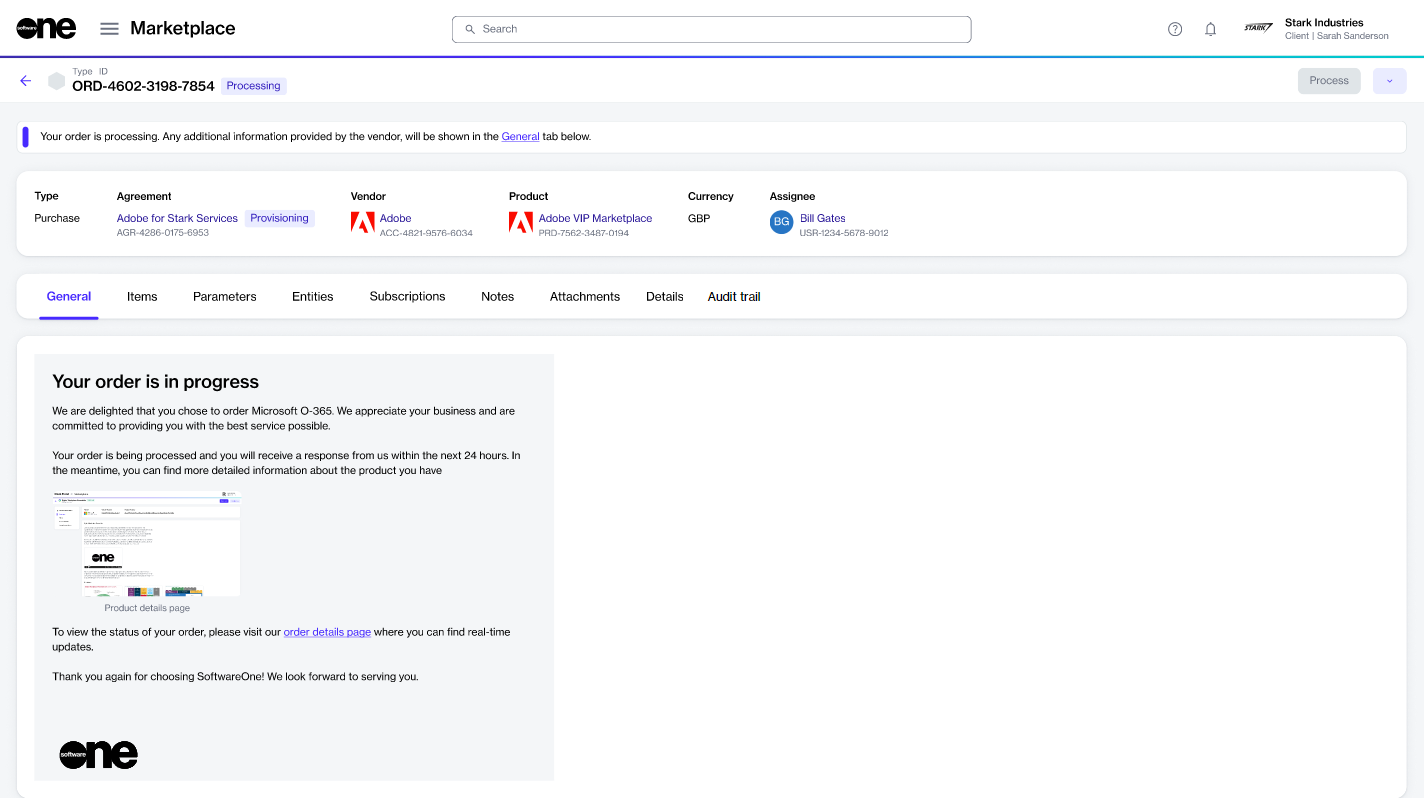 software one
Marketplace
Search
STARK
Stark Industries
Client | Sarah Sanderson
Type ID
ORD-4602-3198-7854
Processing
Process
Your order is processing. Any additional information provided by the vendor, will be shown in the General tab below.
Type Agreement Vendor Product Currency Assignee
Purchase Adobe for Stark Services Provisioning Adobe Adobe VIP Marketplace GBP BG Bill Gates
AGR-4286-0175-6953 ACC-4821-9576-6034 PRD-7562-3487-0194 USR-1234-5678-9012
General Items Parameters Entities Subscriptions Notes Attachments Details Audit trail
Your order is in progress
We are delighted that you chose to order Microsoft O-365. We appreciate your business and are
committed to providing you with the best service possible.
Your order is being processed and you will receive a response from us within the next 24 hours. In
the meantime, you can find more detailed information about the product you have
one
Product details page
To view the status of your order, please visit our order details page where you can find real-time
updates.
Thank you again for choosing SoftwareOne! We look forward to serving you.
software one